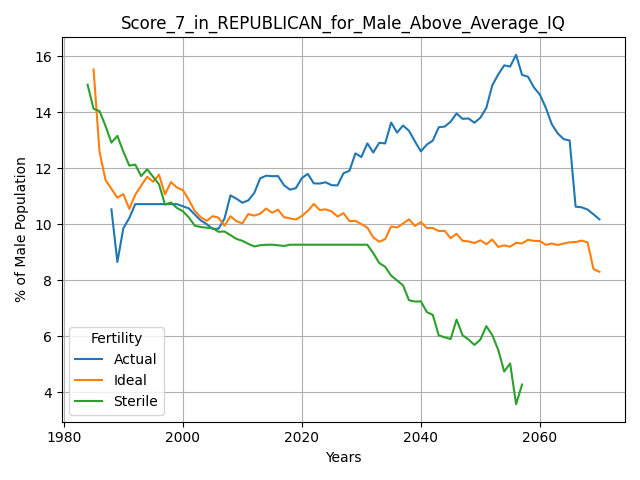 Score_7_in_REPUBLICAN_for_Male_Above_Average_IQ
% of Male Population
16
14
12
10
8
6
4
Fertility
Actual
Ideal
Sterile
1980
2000
2020
2040
2060
Years